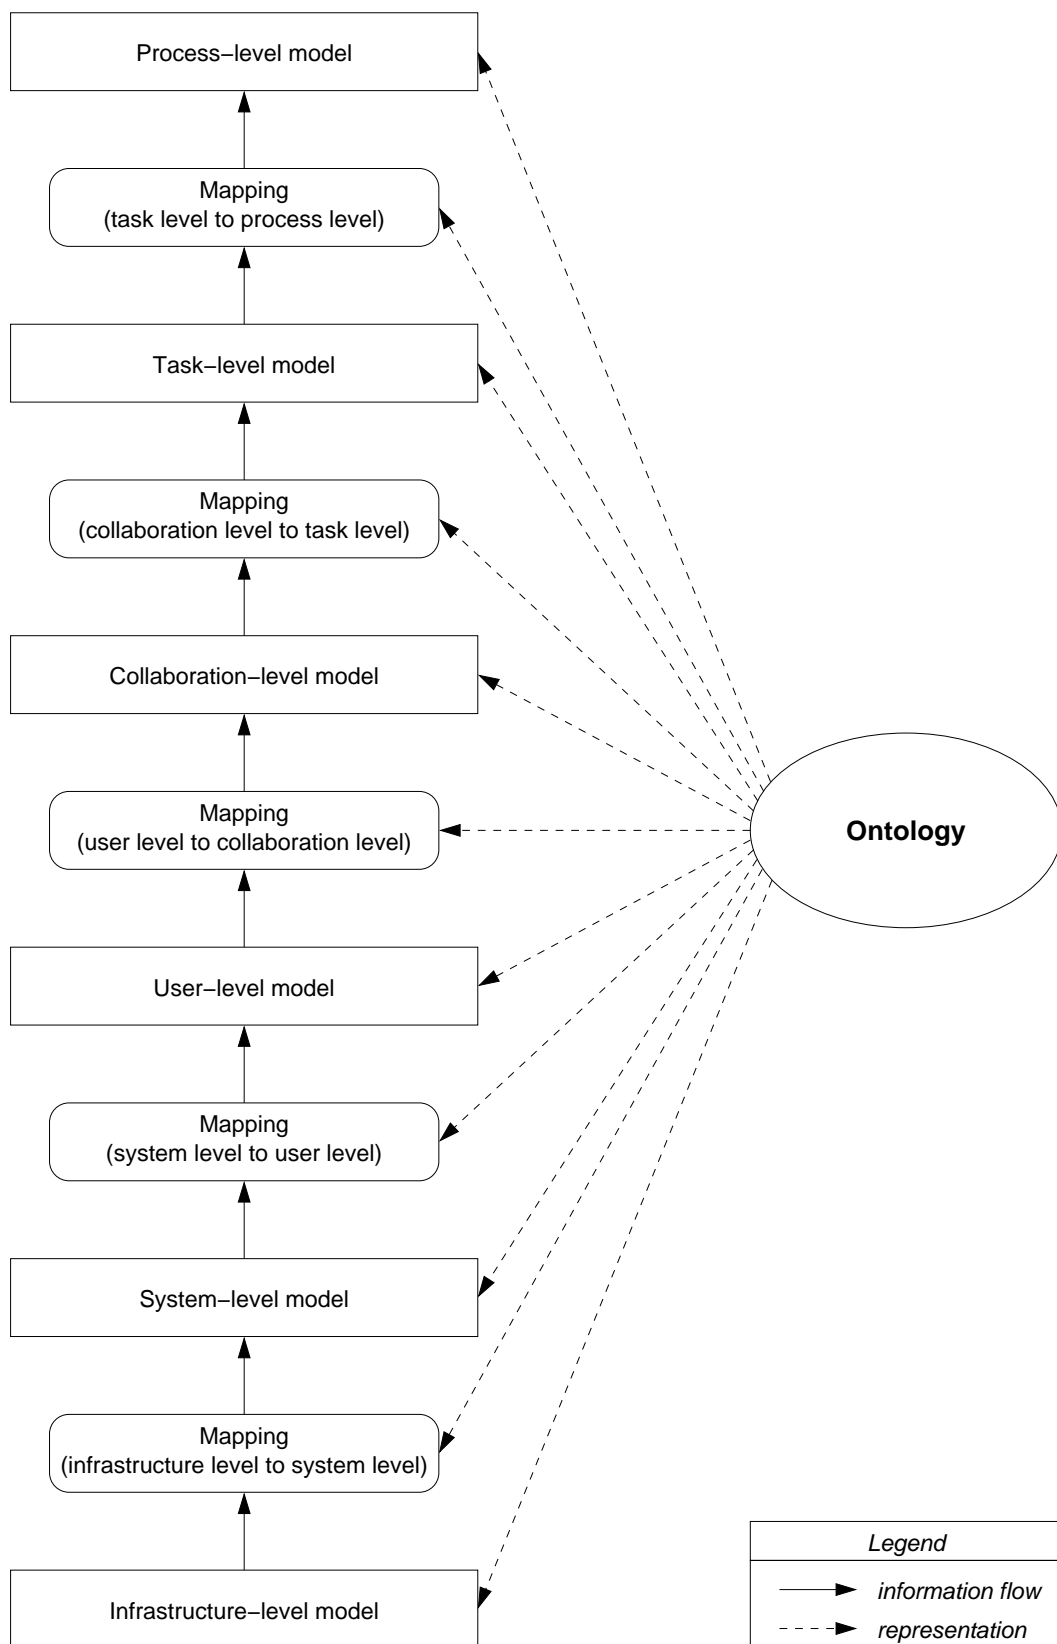 Process−level model
Mapping
(task level to process level)
Task−level model
Mapping
(collaboration level to task level)
Collaboration−level model
Mapping
(user level to collaboration level)
Ontology
User−level model
Mapping
(system level to user level)
System−level model
Mapping
(infrastructure level to system level)
Infrastructure−level model
Legend
information flow
representation